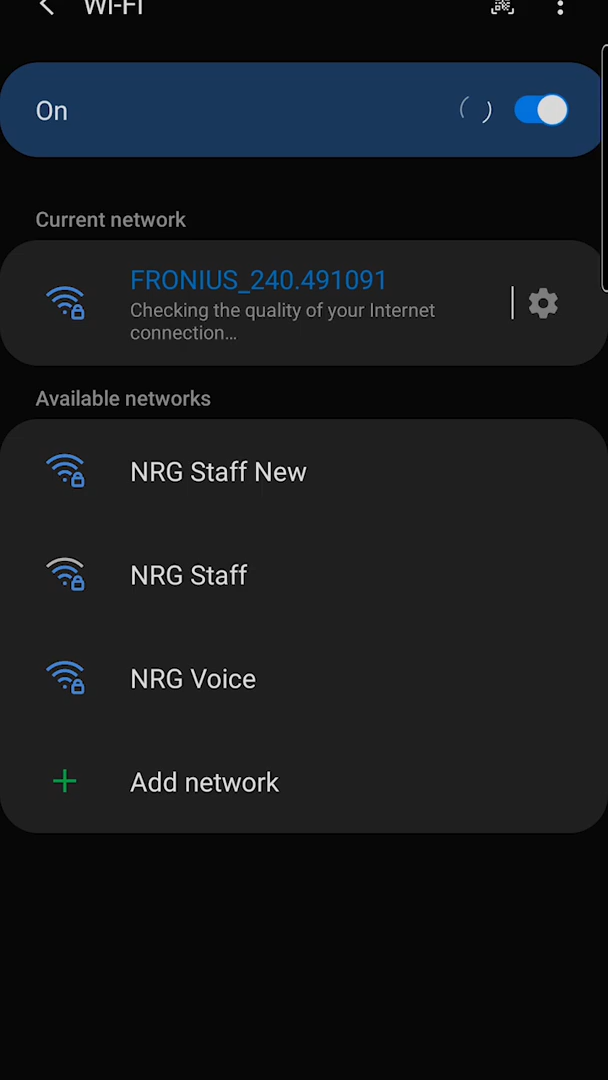 Wi-Fi
On
Current network
FRONIUS_240.491091
Checking the quality of your Internet
connection...
Available networks
NRG Staff New
NRG Staff
NRG Voice
Add network